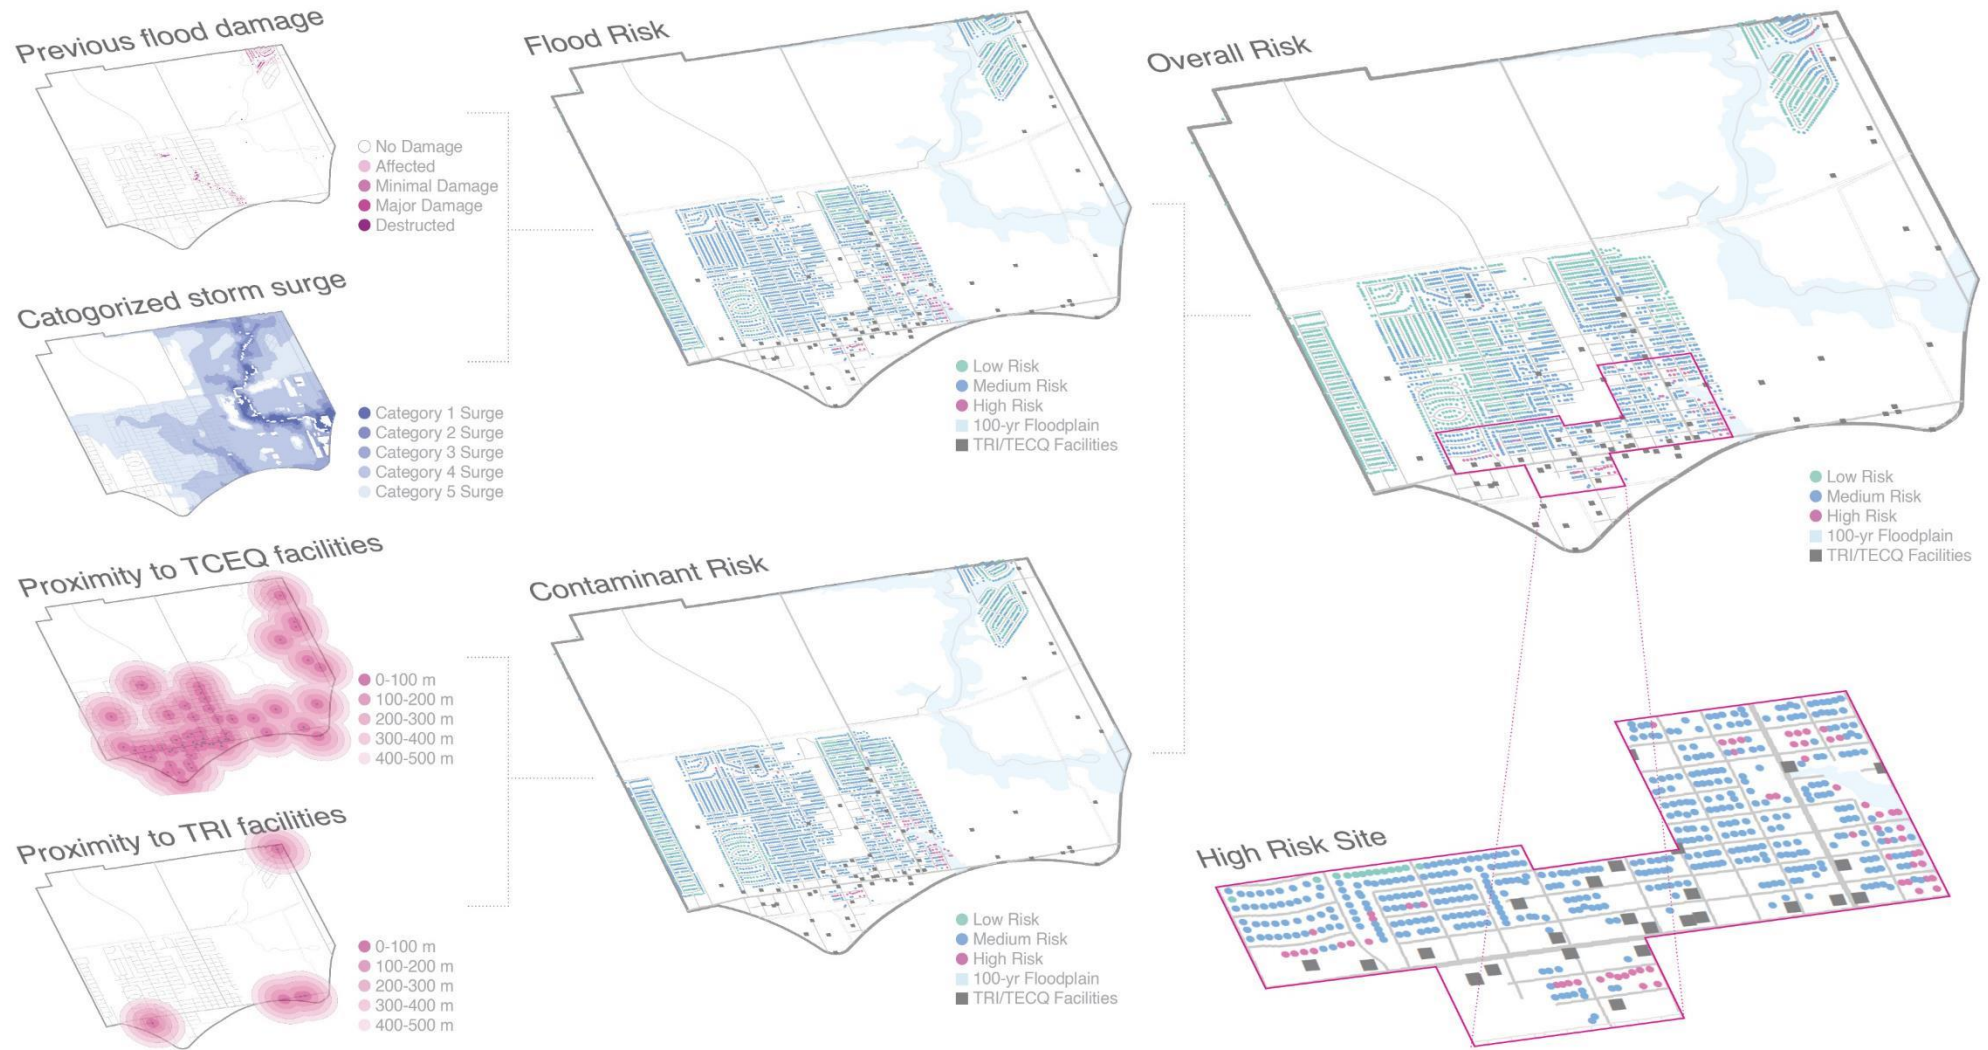 Previous flood damage
No Damage
Affected
Minimal Damage
Major Damage
Destructed
Catogorized storm surge
Category 1 Surge
Category 2 Surge
Category 3 Surge
Category 4 Surge
Category 5 Surge
Proximity to TCEQ facilities
0-100 m
100-200 m
200-300 m
300-400 m
400-500 m
Proximity to TRI facilities
0-100 m
100-200 m
200-300 m
300-400 m
400-500 m
Flood Risk
Low Risk
Medium Risk
High Risk
100-yr Floodplain
TRI/TECQ Facilities
Contaminant Risk
Low Risk
Medium Risk
High Risk
100-yr Floodplain
TRI/TECQ Facilities
Overall Risk
Low Risk
Medium Risk
High Risk
100-yr Floodplain
TRI/TECQ Facilities
High Risk Site